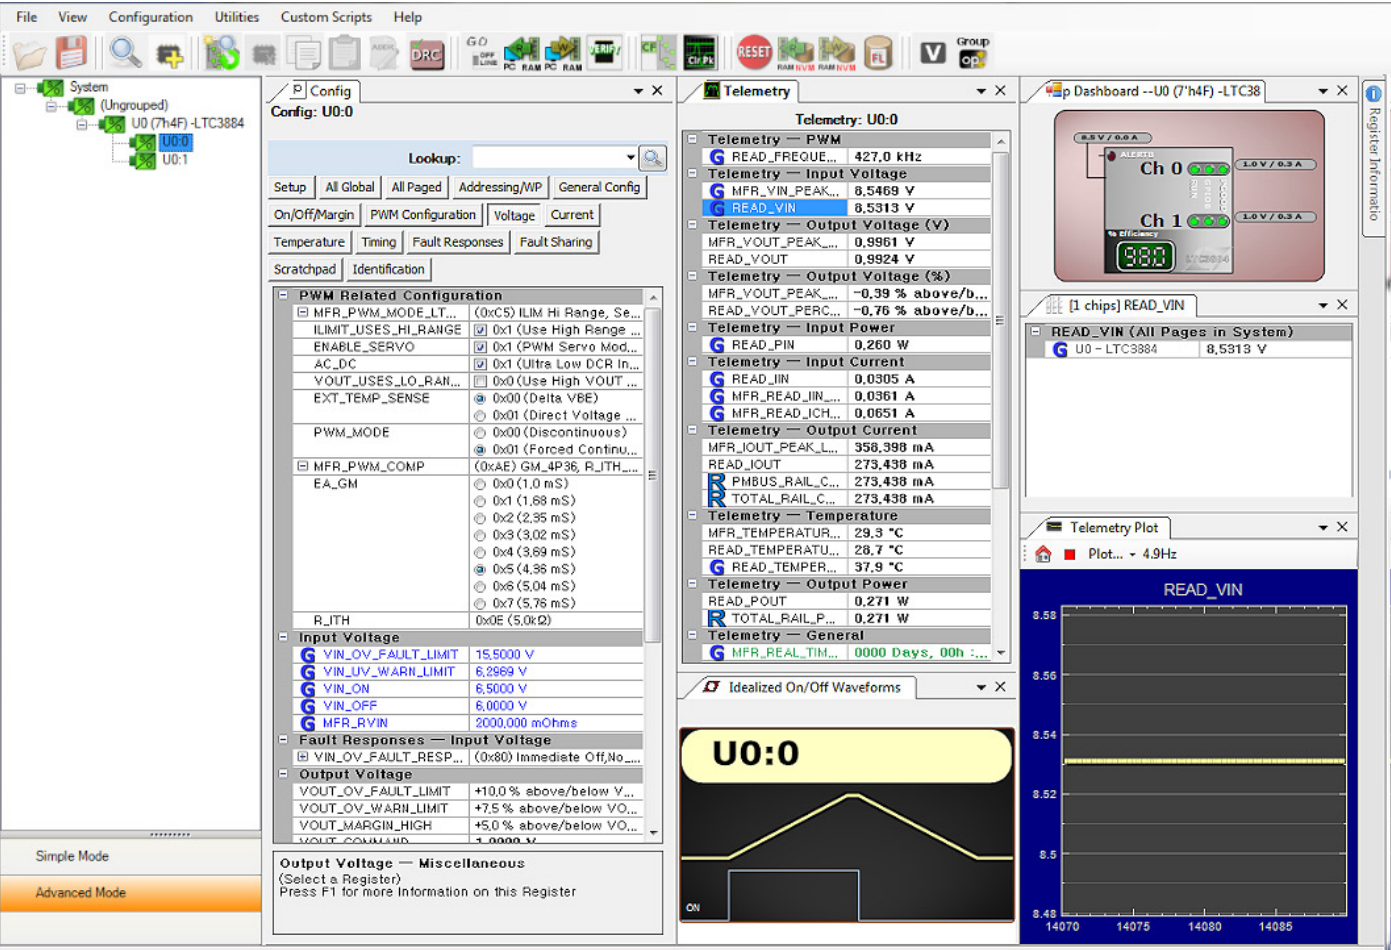 File View Configuration Utilities Custom Scripts Help
GO OFF LINE PC RAM PC RAM VERIFY CF Clr Pk RESET RAM NVM RAM NVM FL V Group op
DRC
System
(Ungrouped)
U0 (7h4F) -LTC3884
U0:0
U0:1
Simple Mode
Advanced Mode
Config
Config: U0:0
Lookup:
Setup All Global All Paged Addressing/WP General Config
On/Off/Margin PWM Configuration Voltage Current
Temperature Timing Fault Responses Fault Sharing
Scratchpad Identification
PWM Related Configuration
MFR_PWM_MODE_LT... (0xC5) ILIM Hi Range, Se...
ILIMIT_USES_HI_RANGE 0x1 (Use High Range ...
ENABLE_SERVO 0x1 (PWM Servo Mod...
AC_DC 0x1 (Ultra Low DCR In...
VOUT_USES_LO_RAN... 0x0 (Use High VOUT ...
EXT_TEMP_SENSE 0x00 (Delta VBE)
0x01 (Direct Voltage ...
PWM_MODE 0x00 (Discontinuous)
0x01 (Forced Continu...
MFR_PWM_COMP (0xAE) GM_4P36, R_ITH_...
EA_GM 0x0 (1,0 mS)
0x1 (1,68 mS)
0x2 (2,35 mS)
0x3 (3,02 mS)
0x4 (3,69 mS)
0x5 (4,36 mS)
0x6 (5,04 mS)
0x7 (5,76 mS)
R_ITH 0x0E (5,0kΩ)
Input Voltage
G VIN_OV_FAULT_LIMIT 15,5000 V
G VIN_UV_WARN_LIMIT 6,2969 V
G VIN_ON 6,5000 V
G VIN_OFF 6,0000 V
G MFR_RVIN 2000,000 mOhms
Fault Responses — Input Voltage
VIN_OV_FAULT_RESP... (0x80) Immediate Off,No_...
Output Voltage
VOUT_OV_FAULT_LIMIT +10,0 % above/below V...
VOUT_OV_WARN_LIMIT +7,5 % above/below VO...
VOUT_MARGIN_HIGH +5,0 % above/below VO...
VOUT_COMMAND 1,0000 V
Output Voltage — Miscellaneous
(Select a Register)
Press F1 for more Information on this Register
Telemetry
Telemetry: U0:0
Telemetry — PWM
G READ_FREQUE... 427,0 kHz
Telemetry — Input Voltage
G MFR_VIN_PEAK... 8,5469 V
G READ_VIN 8,5313 V
Telemetry — Output Voltage (V)
MFR_VOUT_PEAK_... 0,9961 V
READ_VOUT 0,9924 V
Telemetry — Output Voltage (%)
MFR_VOUT_PEAK_... -0,39 % above/b...
READ_VOUT_PERC... -0,76 % above/b...
Telemetry — Input Power
G READ_PIN 0,260 W
Telemetry — Input Current
G READ_IIN 0,0305 A
G MFR_READ_IIN_... 0,0361 A
G MFR_READ_ICH... 0,0651 A
Telemetry — Output Current
MFR_IOUT_PEAK_L... 358,398 mA
READ_IOUT 273,438 mA
R PMBUS_RAIL_C... 273,438 mA
R TOTAL_RAIL_C... 273,438 mA
Telemetry — Temperature
MFR_TEMPERATUR... 29,3 °C
READ_TEMPERATU... 28,7 °C
G READ_TEMPER... 37,9 °C
Telemetry — Output Power
READ_POUT 0,271 W
R TOTAL_RAIL_P... 0,271 W
Telemetry — General
G MFR_REAL_TIM... 0000 Days, 00h :...
Idealized On/Off Waveforms
U0:0
ON
p Dashboard --U0 (7'h4F) -LTC38
8.5 V / 0.0 A
ALERTB
Ch 0 1.0 V / 0.3 A
RUN
Ch 1 1.0 V / 0.3 A
% Efficiency
98.0
LTC3884
[1 chips] READ_VIN
READ_VIN (All Pages in System)
G U0 - LTC3884 8,5313 V
Telemetry Plot
Plot... 4.9Hz
READ_VIN
8.58
8.56
8.54
8.52
8.5
8.48
14070 14075 14080 14085
Register Informatio